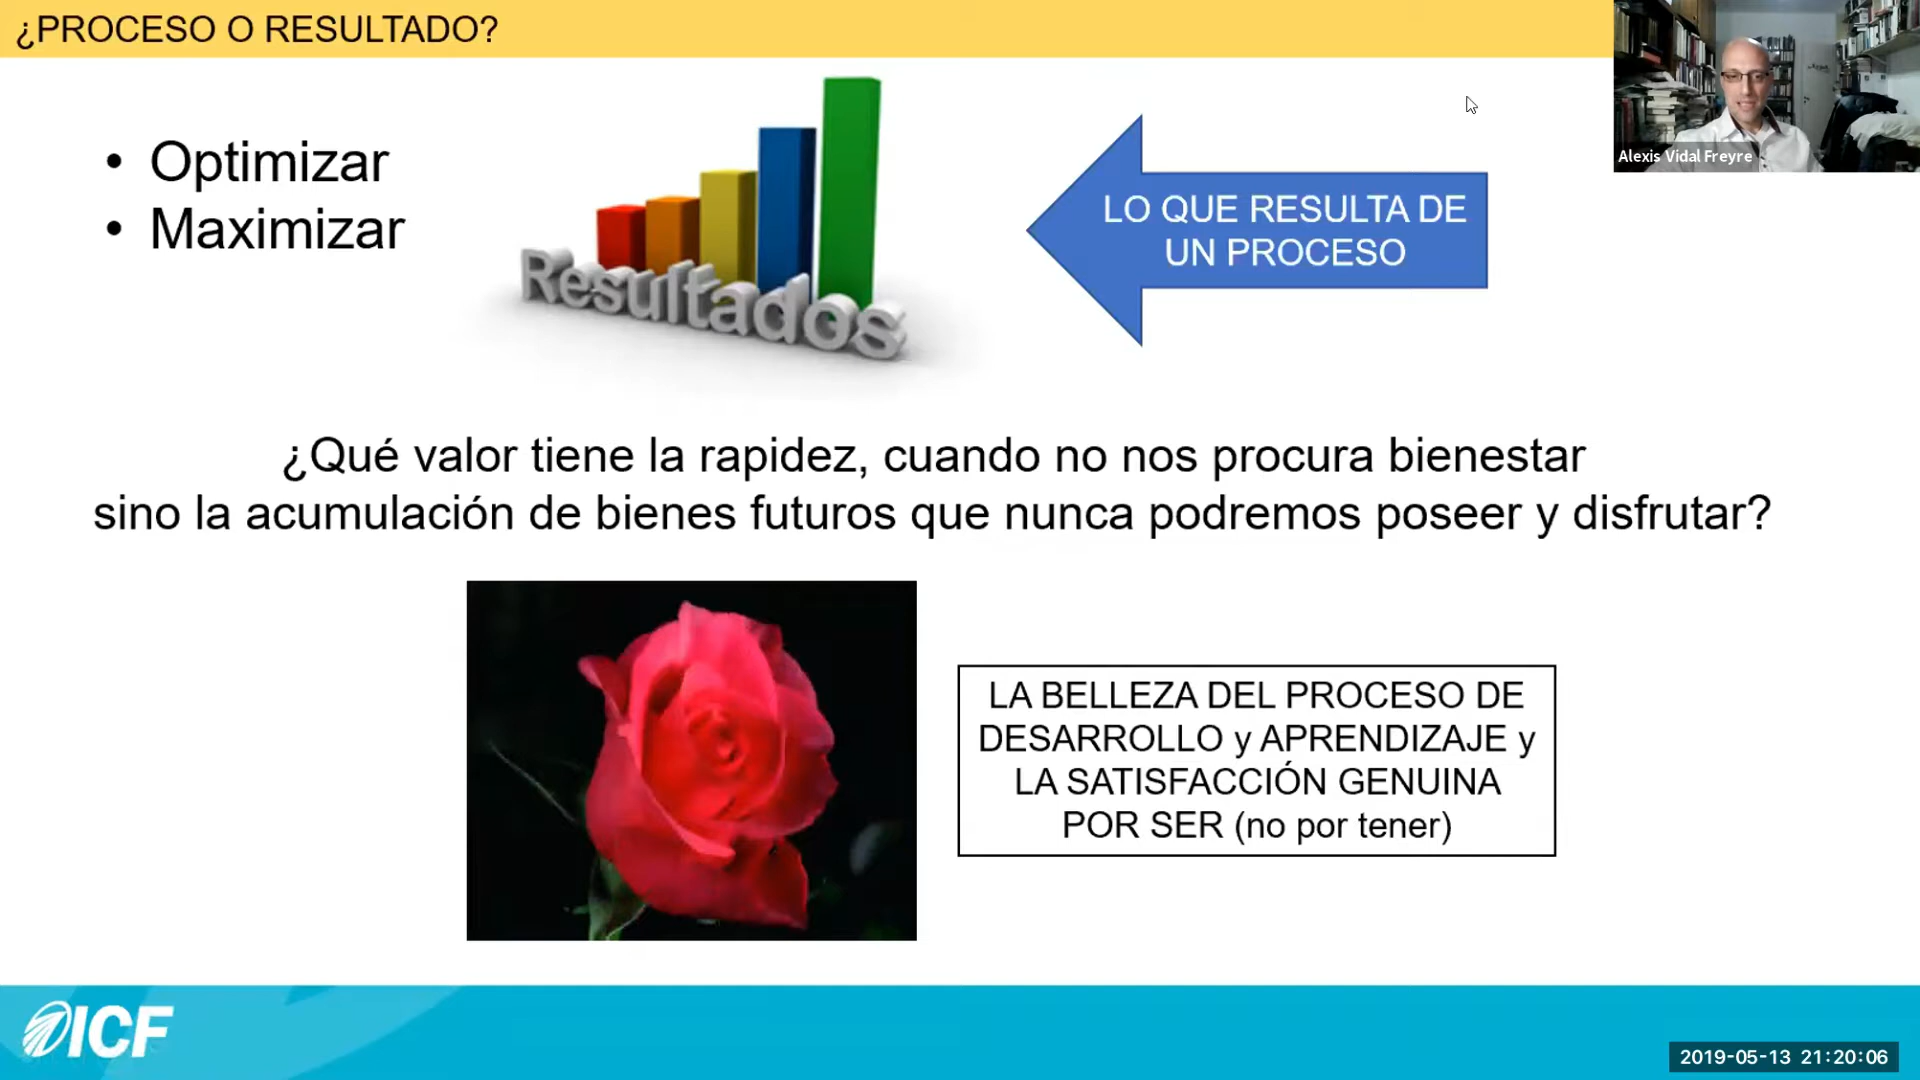 ¿PROCESO O RESULTADO?
Alexis Vidal Freyre
• Optimizar
• Maximizar
Resultados
LO QUE RESULTA DE
UN PROCESO
¿Qué valor tiene la rapidez, cuando no nos procura bienestar
sino la acumulación de bienes futuros que nunca podremos poseer y disfrutar?
LA BELLEZA DEL PROCESO DE
DESARROLLO y APRENDIZAJE y
LA SATISFACCIÓN GENUINA
POR SER (no por tener)
ICF
2019-05-13 21:20:06